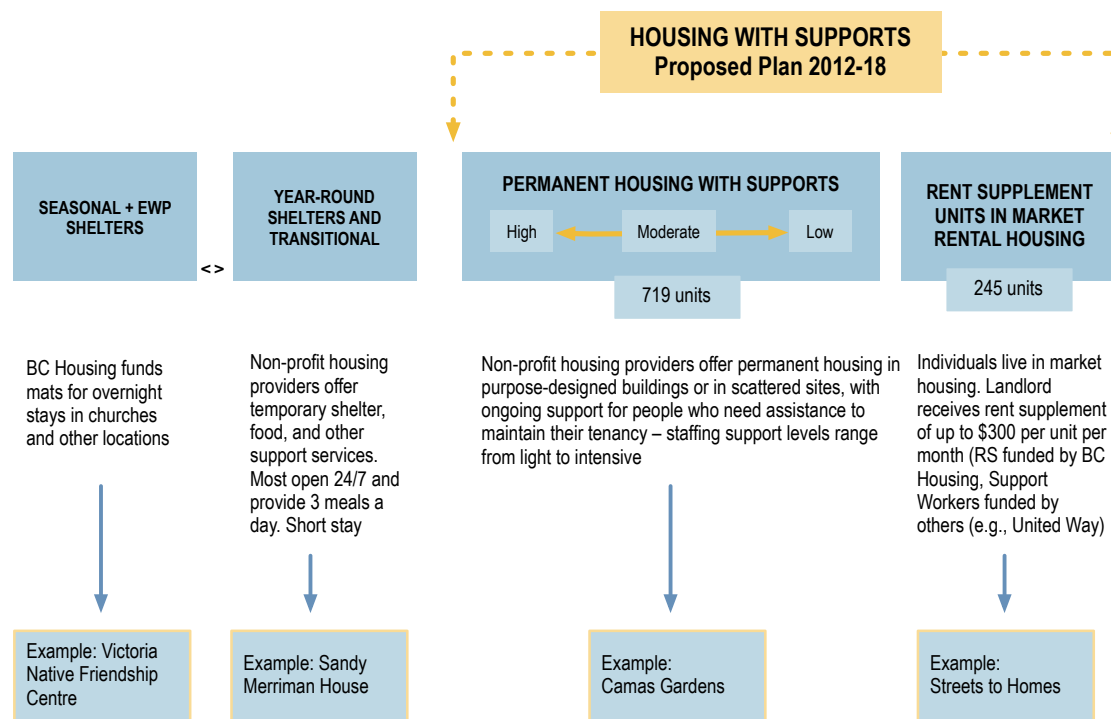 HOUSING WITH SUPPORTS
Proposed Plan 2012-18
SEASONAL + EWP
SHELTERS
< >
YEAR-ROUND
SHELTERS AND
TRANSITIONAL
PERMANENT HOUSING WITH SUPPORTS
High
Moderate
Low
719 units
RENT SUPPLEMENT
UNITS IN MARKET
RENTAL HOUSING
245 units
BC Housing funds
mats for overnight
stays in churches
and other locations
Non-profit housing
providers offer
temporary shelter,
food, and other
support services.
Most open 24/7 and
provide 3 meals a
day. Short stay
Non-profit housing providers offer permanent housing in
purpose-designed buildings or in scattered sites, with
ongoing support for people who need assistance to
maintain their tenancy – staffing support levels range
from light to intensive
Individuals live in market
housing. Landlord
receives rent supplement
of up to $300 per unit per
month (RS funded by BC
Housing, Support
Workers funded by
others (e.g., United Way)
Example: Victoria
Native Friendship
Centre
Example: Sandy
Merriman House
Example:
Camas Gardens
Example:
Streets to Homes